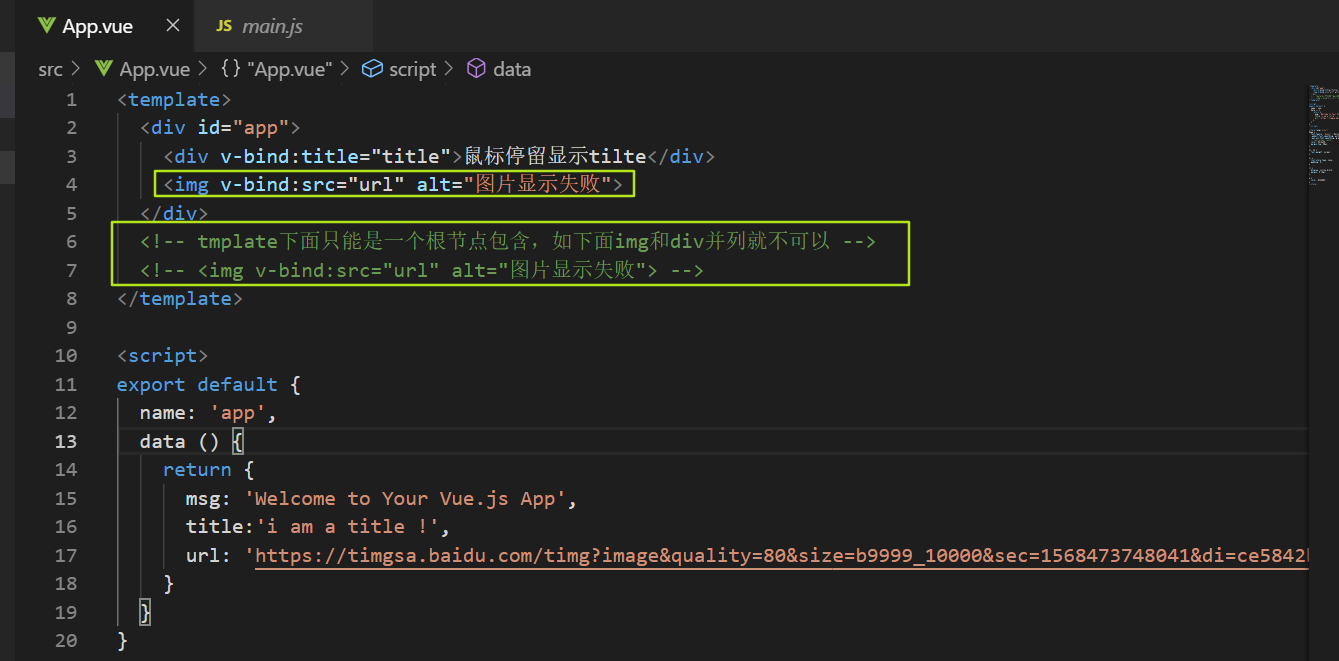 App.vue
JS main.js
src > App.vue > {} "App.vue" > script > data
1 <template>
2 <div id="app">
3 <div v-bind:title="title">鼠标停留显示tilte</div>
4 <img v-bind:src="url" alt="图片显示失败">
5 </div>
6 <!-- tmplate下面只能是一个根节点包含，如下面img和div并列就不可以 -->
7 <!-- <img v-bind:src="url" alt="图片显示失败"> -->
8 </template>
9
10 <script>
11 export default {
12 name: 'app',
13 data () {
14 return {
15 msg: 'Welcome to Your Vue.js App',
16 title:'i am a title !',
17 url: 'https://timgsa.baidu.com/timg?image&quality=80&size=b9999_10000&sec=1568473748041&di=ce5842
18 }
19 }
20 }